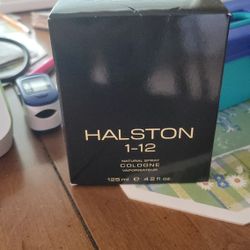 HALSTON
1-12
NATURAL SPRAY
COLOGNE
VAPORISATEUR
125 ml e 4.2 fl.oz.